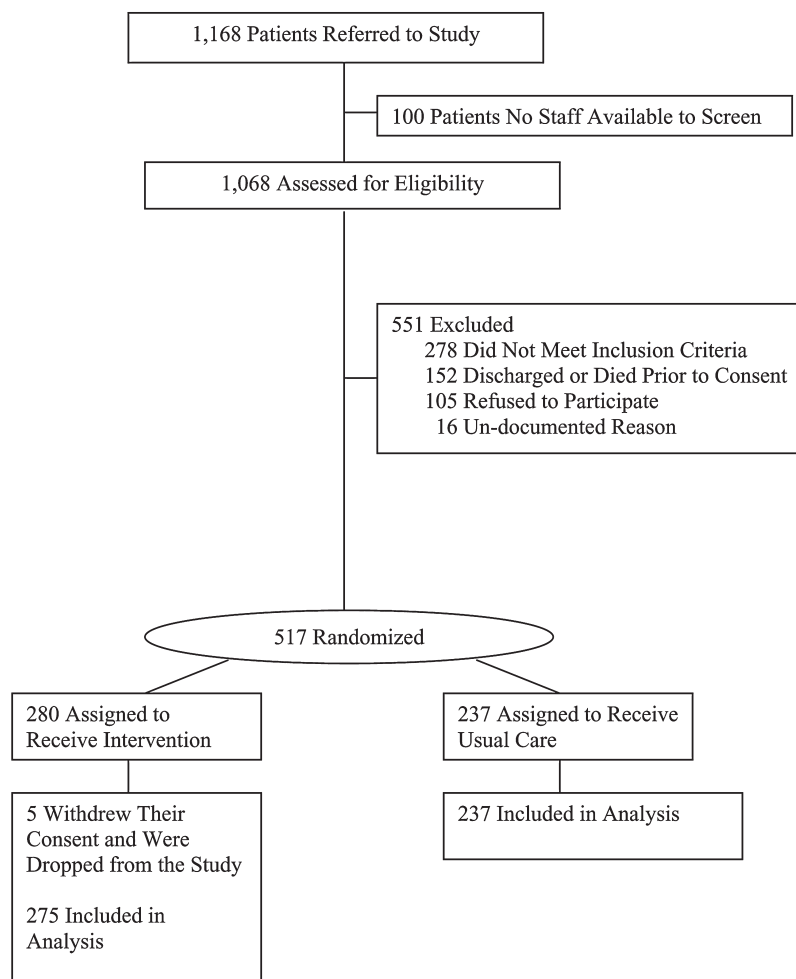 1,168 Patients Referred to Study
100 Patients No Staff Available to Screen
1,068 Assessed for Eligibility
551 Excluded
278 Did Not Meet Inclusion Criteria
152 Discharged or Died Prior to Consent
105 Refused to Participate
16 Un-documented Reason
517 Randomized
280 Assigned to
Receive Intervention
237 Assigned to Receive
Usual Care
5 Withdrew Their
Consent and Were
Dropped from the Study
275 Included in
Analysis
237 Included in Analysis